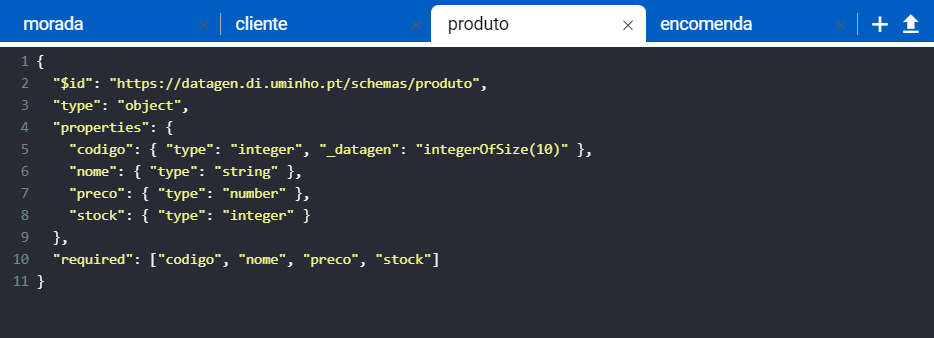 morada × cliente × produto × encomenda × +
1 {
2 "$id": "https://datagen.di.uminho.pt/schemas/produto",
3 "type": "object",
4 "properties": {
5 "codigo": { "type": "integer", "_datagen": "integerOfSize(10)" },
6 "nome": { "type": "string" },
7 "preco": { "type": "number" },
8 "stock": { "type": "integer" }
9 },
10 "required": ["codigo", "nome", "preco", "stock"]
11 }